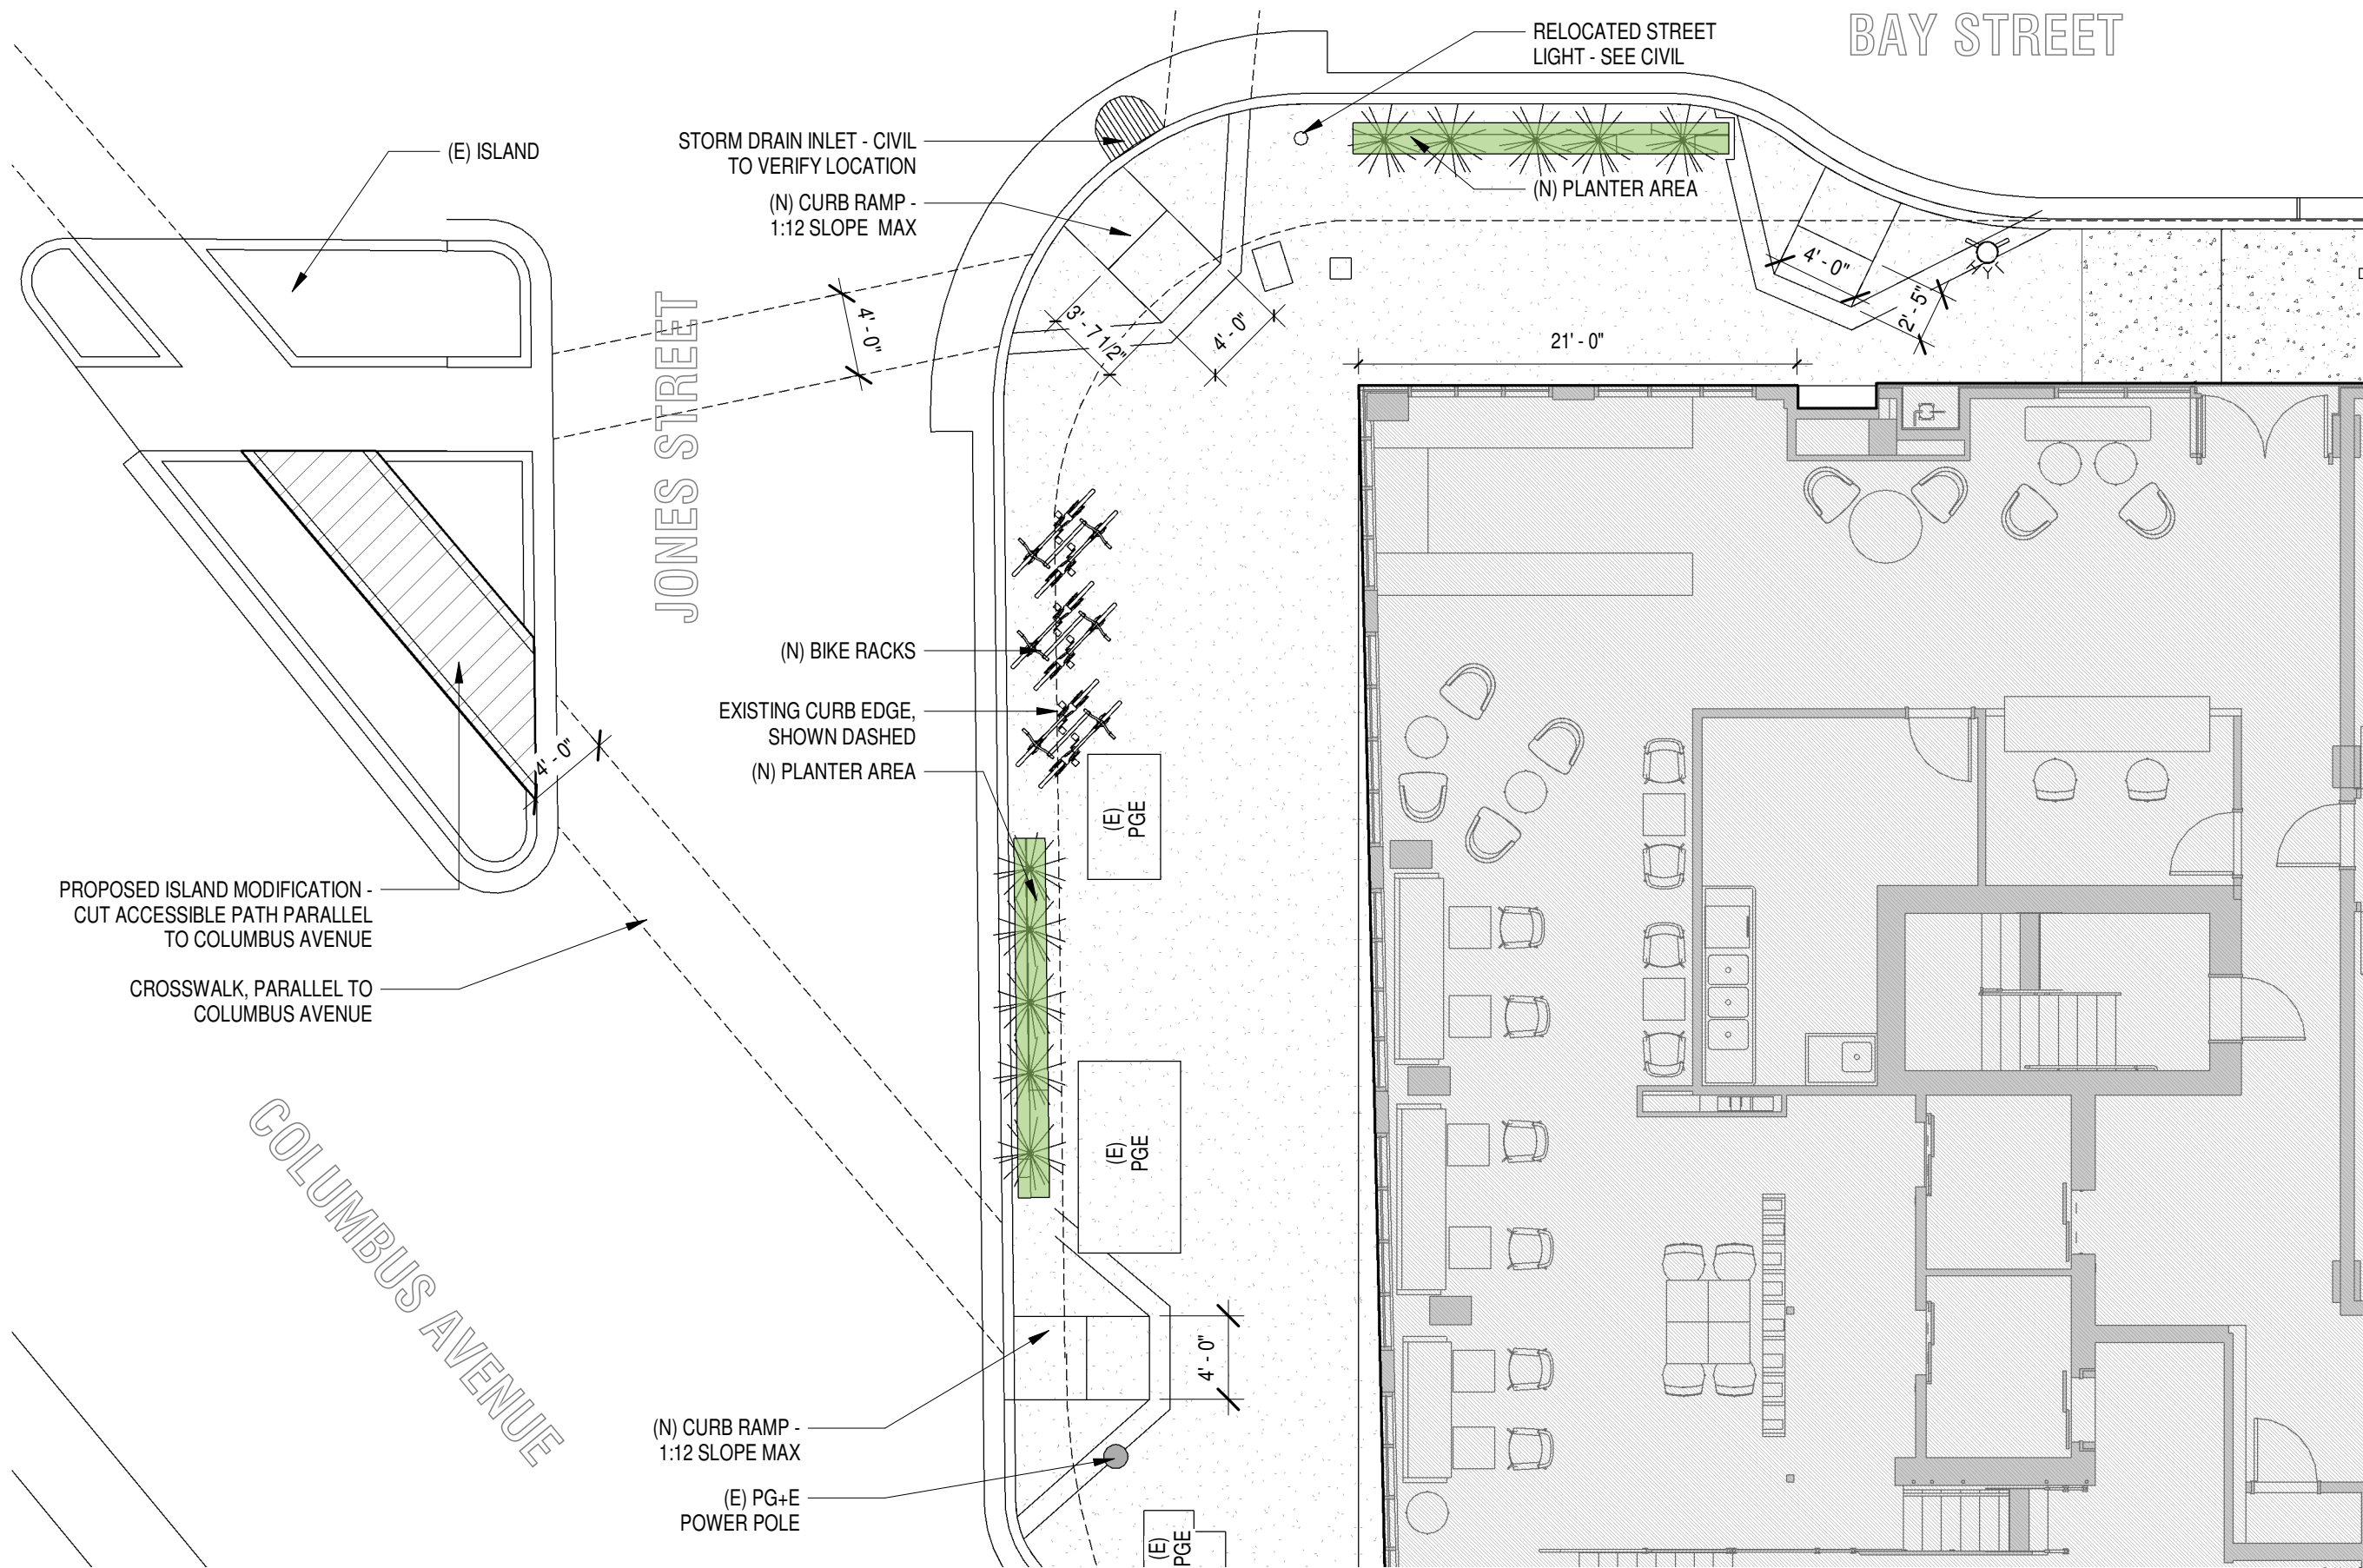 BAY STREET
RELOCATED STREET
LIGHT - SEE CIVIL
(E) ISLAND
STORM DRAIN INLET - CIVIL
TO VERIFY LOCATION
(N) CURB RAMP -
1:12 SLOPE MAX
(N) PLANTER AREA
4' - 0"
2' - 5"
4' - 0"
3' - 7 1/2"
4' - 0"
21' - 0"
JONES STREET
(N) BIKE RACKS
EXISTING CURB EDGE,
SHOWN DASHED
(N) PLANTER AREA
4' - 0"
(E)
PGE
PROPOSED ISLAND MODIFICATION -
CUT ACCESSIBLE PATH PARALLEL
TO COLUMBUS AVENUE
CROSSWALK, PARALLEL TO
COLUMBUS AVENUE
(E)
PGE
COLUMBUS AVENUE
4' - 0"
(N) CURB RAMP -
1:12 SLOPE MAX
(E) PG+E
POWER POLE
(E)
PGE